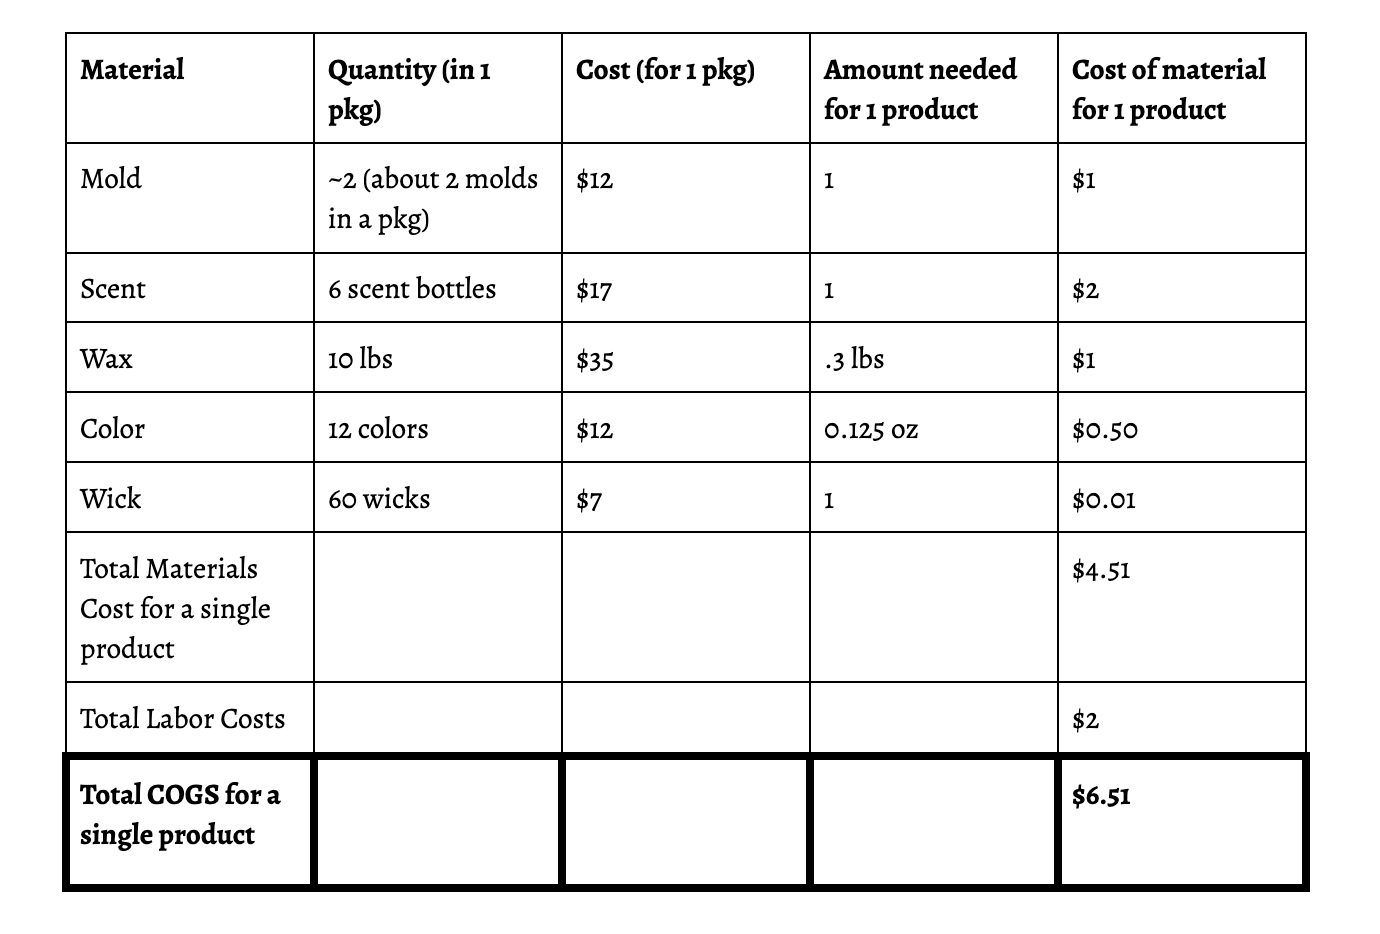 Material
Quantity (in 1
pkg)
Cost (for 1 pkg)
Amount needed
for 1 product
Cost of material
for 1 product
Mold
~2 (about 2 molds
in a pkg)
$12
1
$1
Scent
6 scent bottles
$17
1
$2
Wax
10 lbs
$35
.3 lbs
$1
Color
12 colors
$12
0.125 oz
$0.50
Wick
60 wicks
$7
1
$0.01
Total Materials
Cost for a single
product
$4.51
Total Labor Costs
$2
Total COGS for a
single product
$6.51